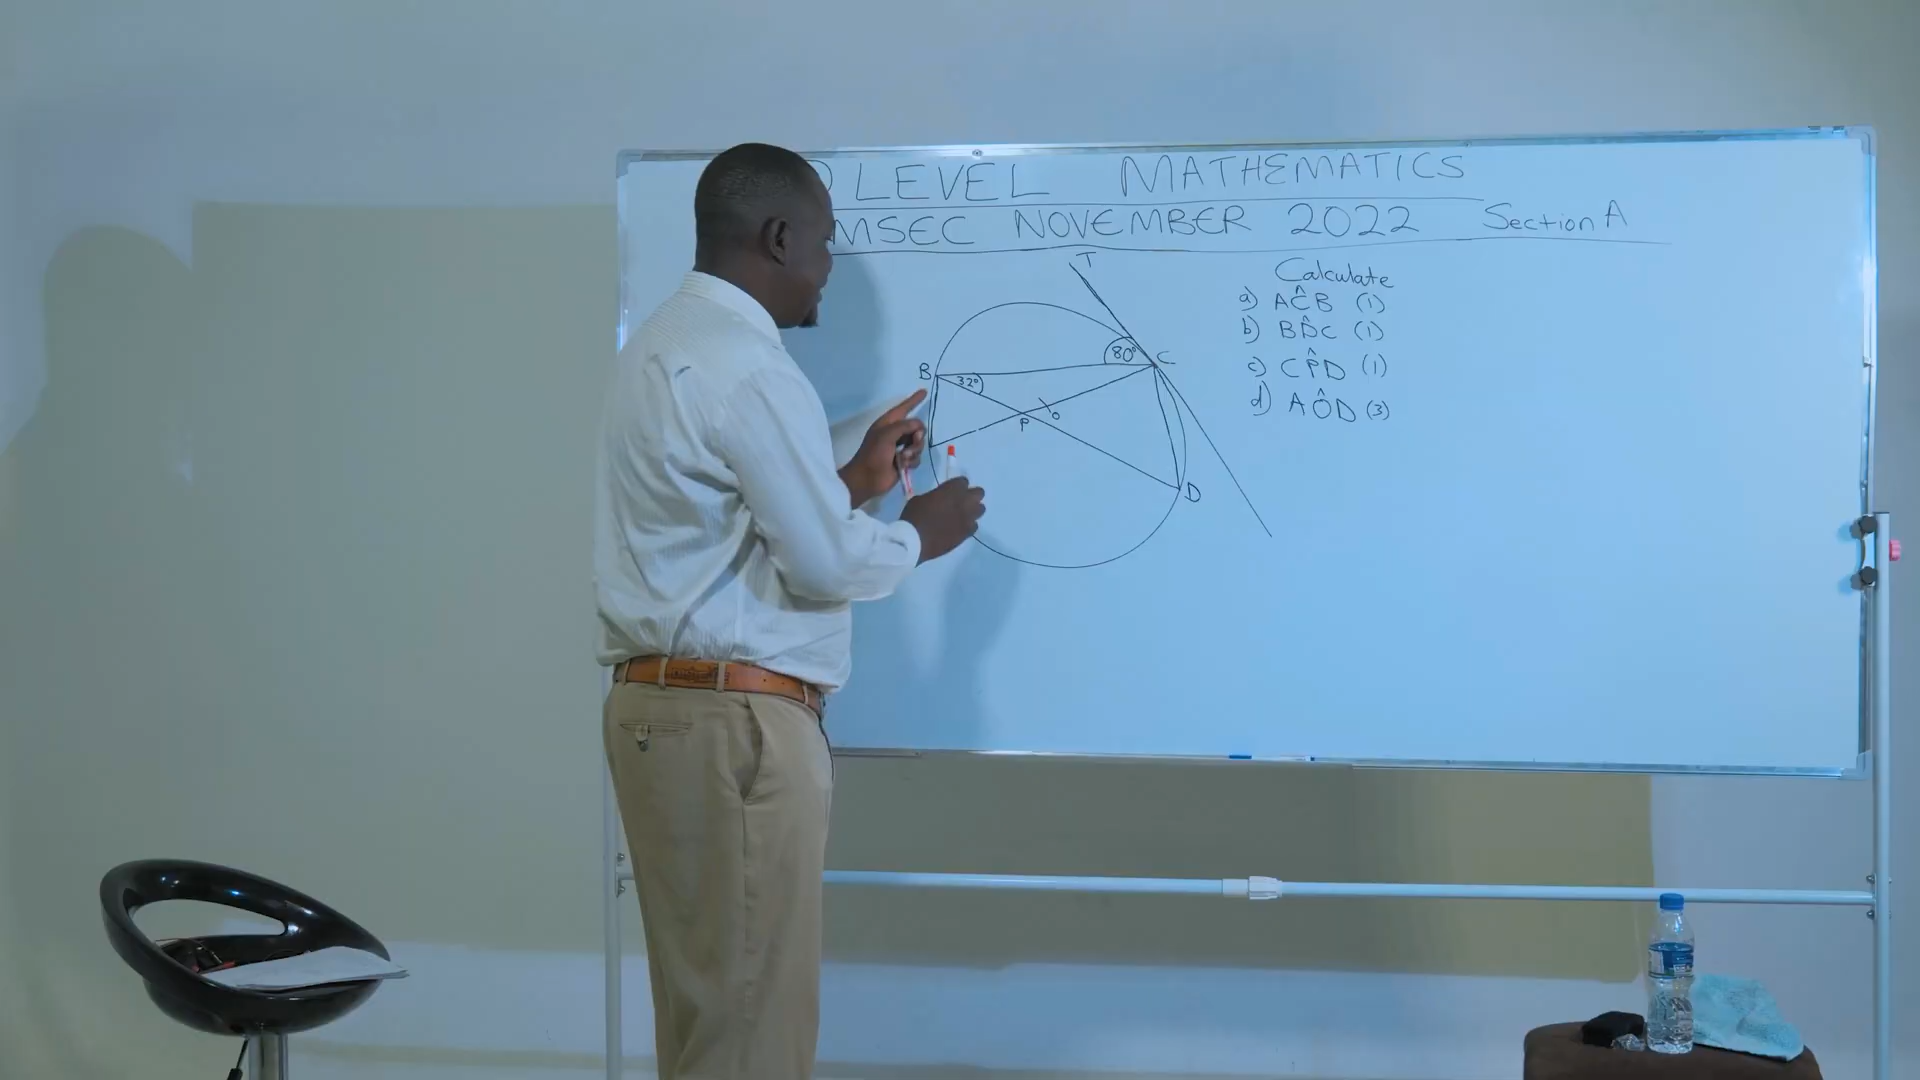 LEVEL MATHEMATICS
MSEC NOVEMBER 2022 Section A
T
Calculate
a) AĈB (1)
b) BD̂C (1)
c) CP̂D (1)
d) AÔD (3)
80°
C
B
32°
P
O
D